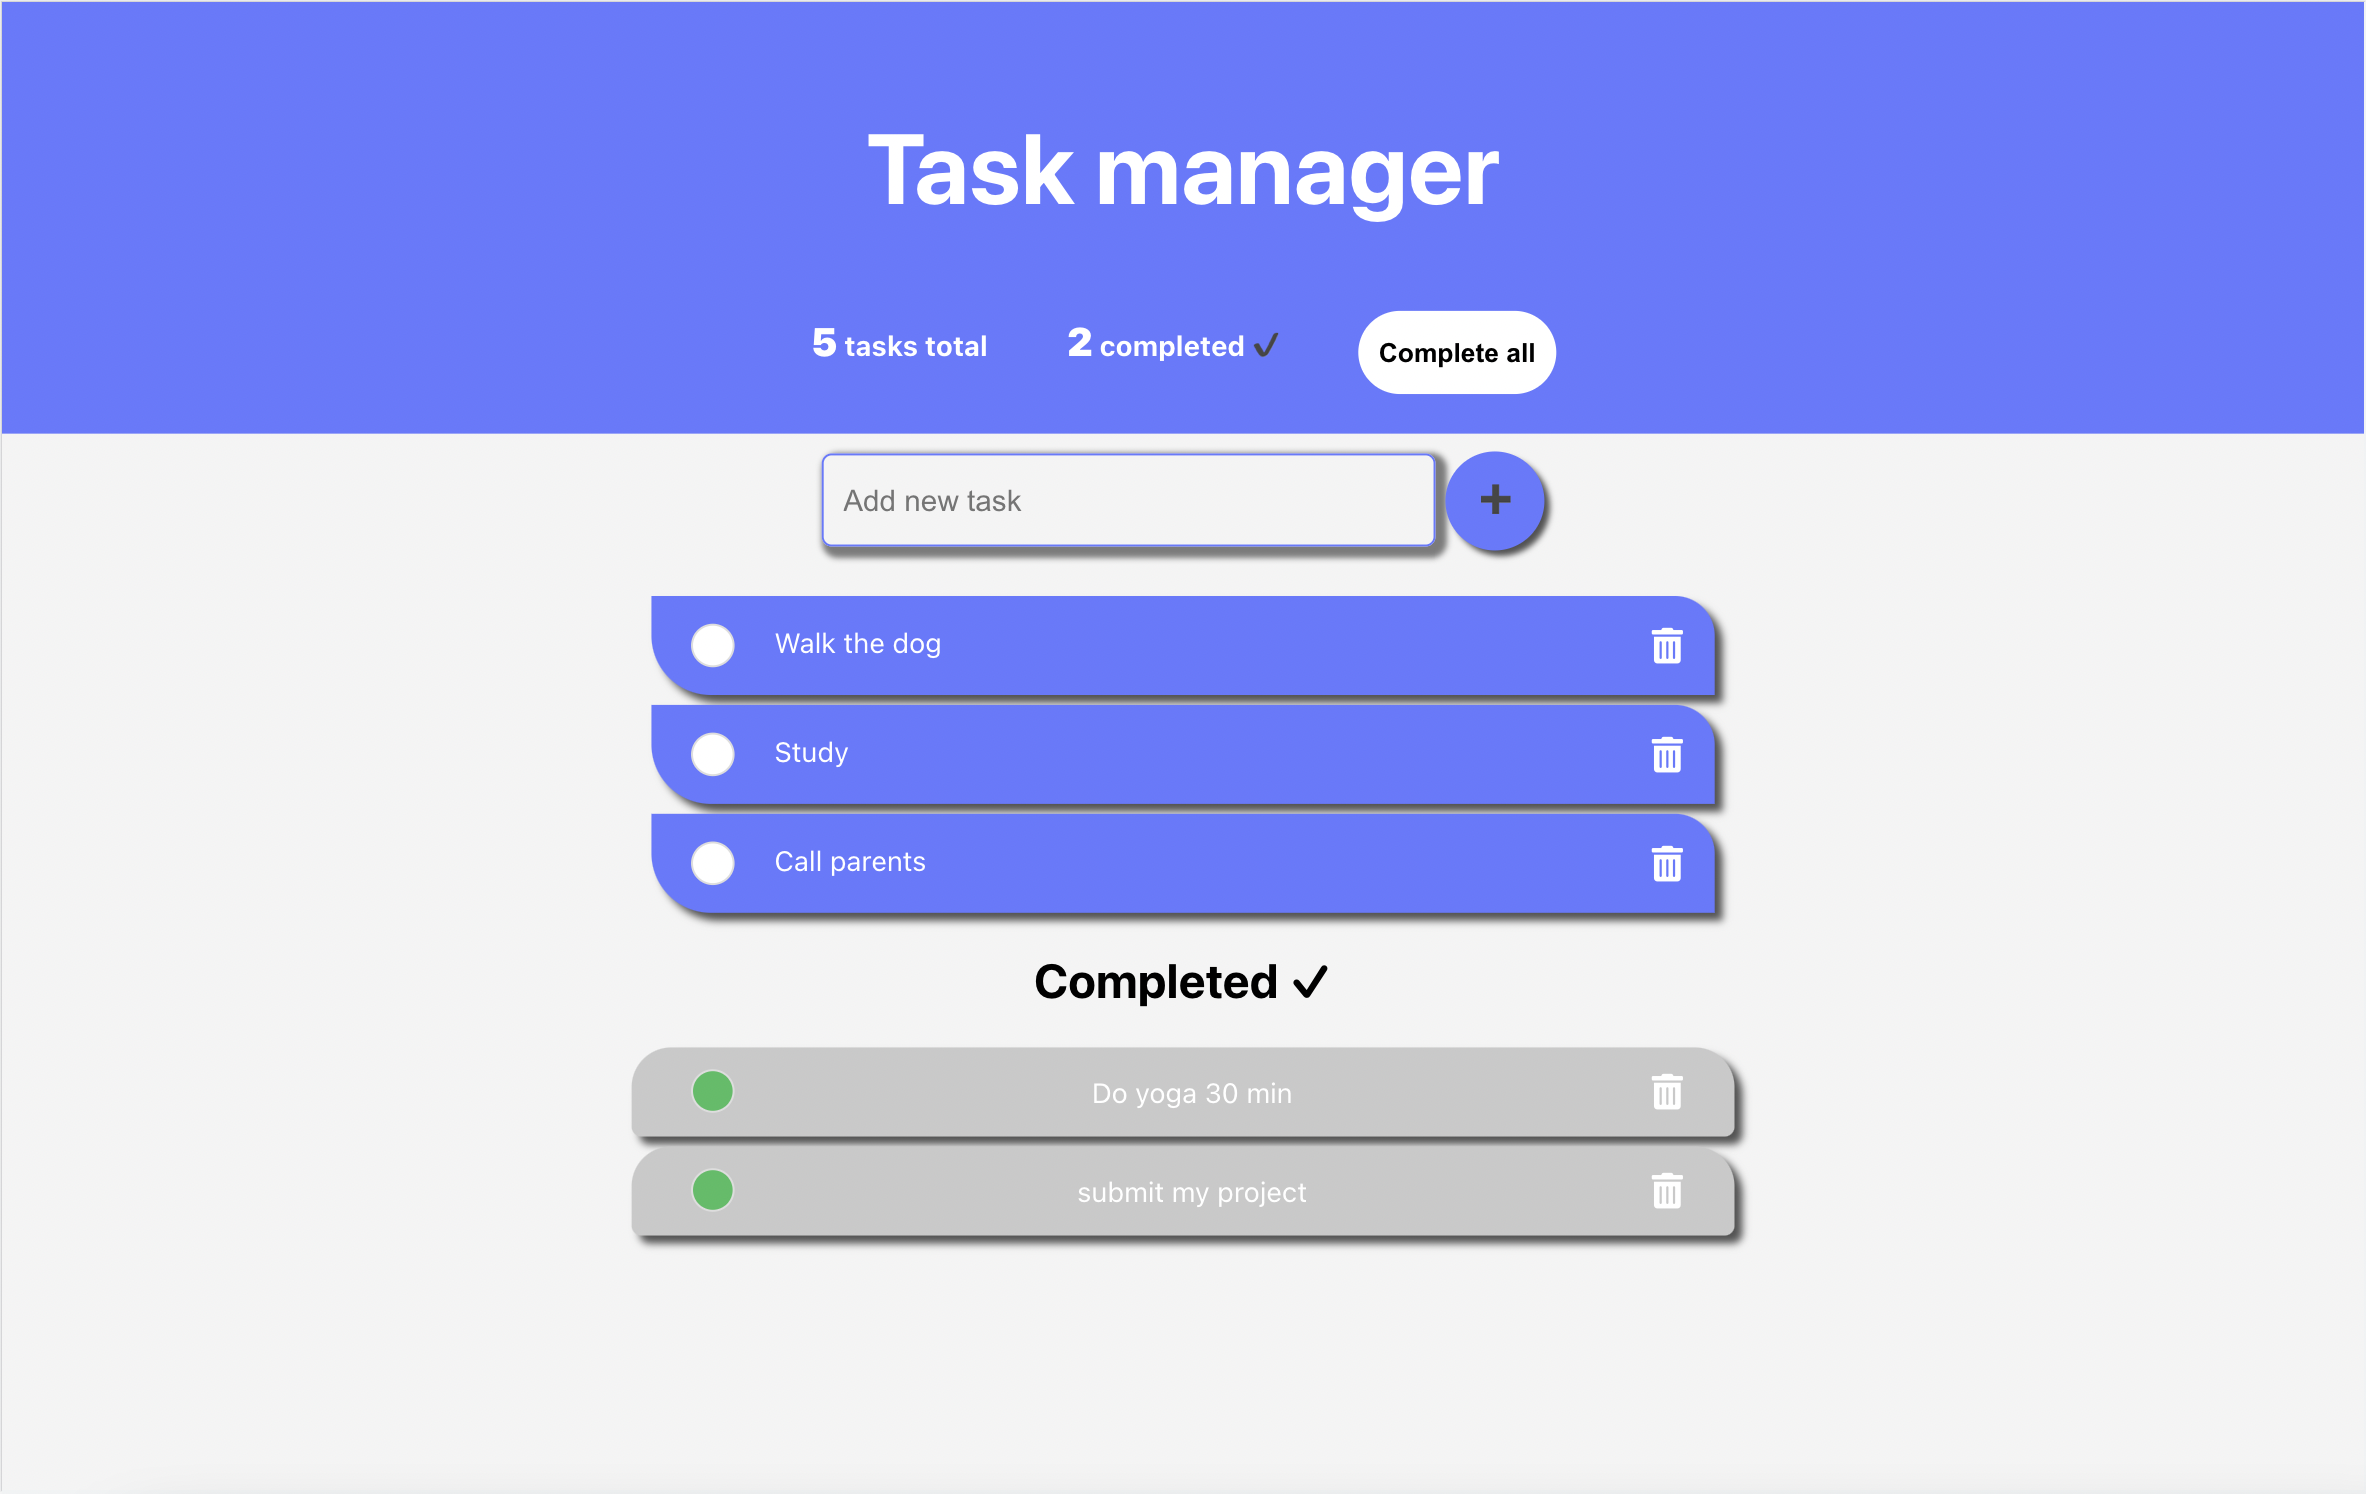 Task manager
5 tasks total 2 completed ✓ Complete all
Add new task +
Walk the dog
Study
Call parents
Completed ✓
Do yoga 30 min
submit my project